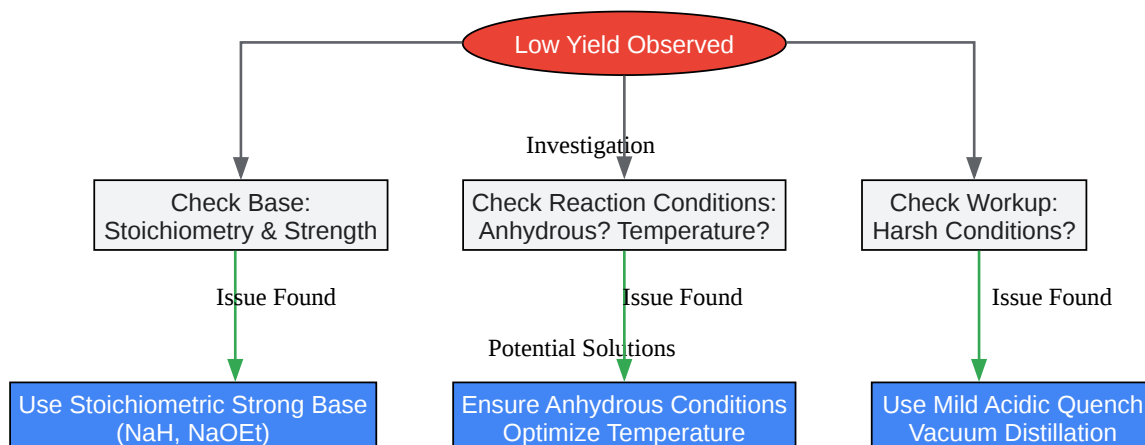 Low Yield Observed
Investigation
Check Base:
Stoichiometry & Strength
Check Reaction Conditions:
Anhydrous? Temperature?
Check Workup:
Harsh Conditions?
Issue Found
Issue Found
Issue Found
Potential Solutions
Use Stoichiometric Strong Base
(NaH, NaOEt)
Ensure Anhydrous Conditions
Optimize Temperature
Use Mild Acidic Quench
Vacuum Distillation